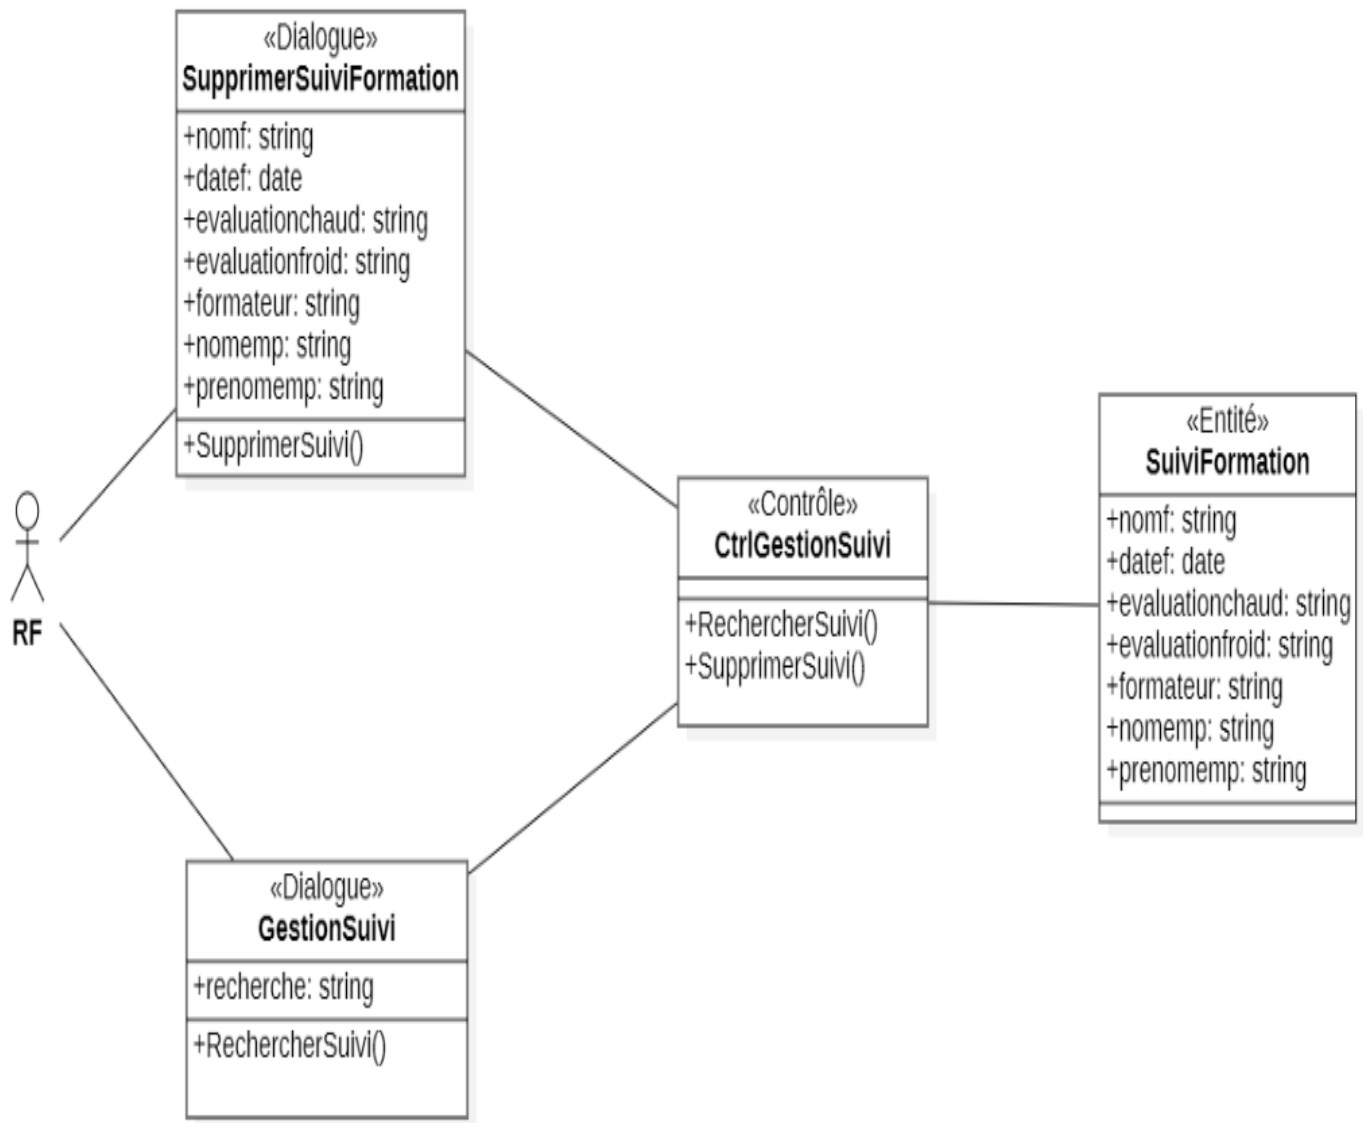 «Dialogue»
SupprimerSuiviFormation
+nomf: string
+datef: date
+evaluationchaud: string
+evaluationfroid: string
+formateur: string
+nomemp: string
+prenomemp: string
+SupprimerSuivi()
RF
«Dialogue»
GestionSuivi
+recherche: string
+RechercherSuivi()
«Contrôle»
CtrlGestionSuivi
+RechercherSuivi()
+SupprimerSuivi()
«Entité»
SuiviFormation
+nomf: string
+datef: date
+evaluationchaud: string
+evaluationfroid: string
+formateur: string
+nomemp: string
+prenomemp: string